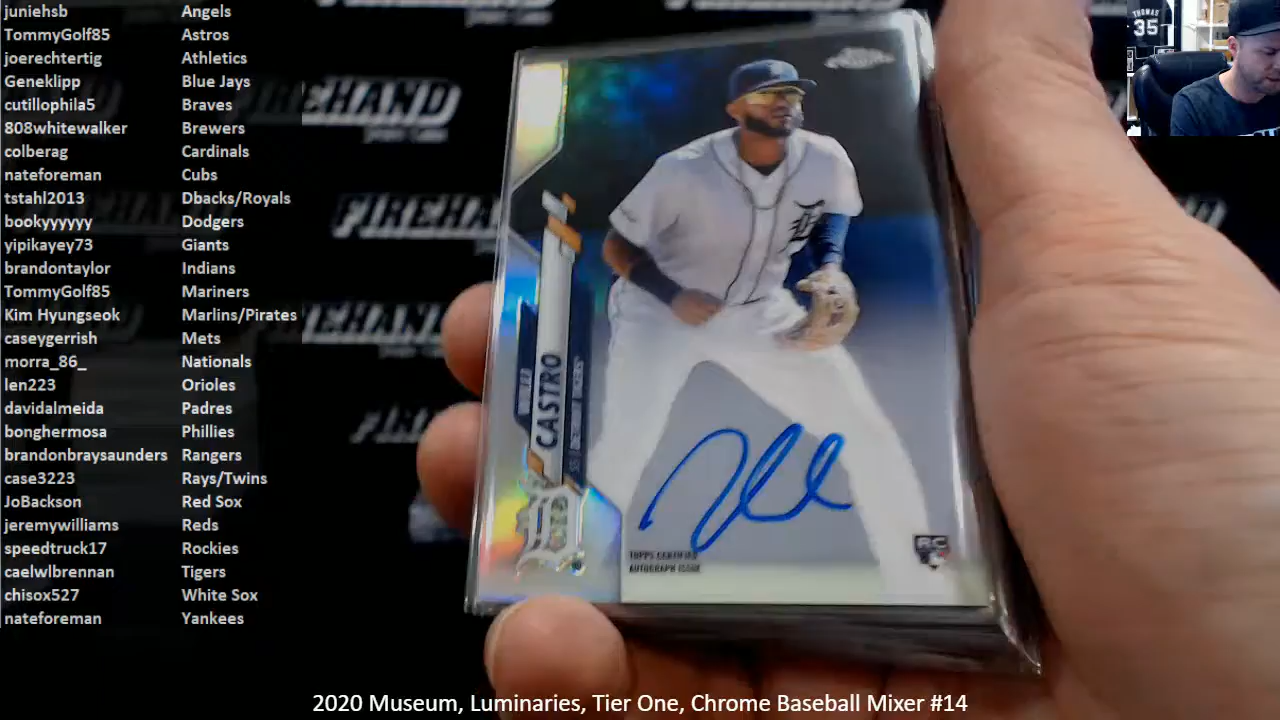 juniehsb Angels
TommyGolf85 Astros
joerechtertig Athletics
Geneklipp Blue Jays
cutillophila5 Braves
808whitewalker Brewers
colberag Cardinals
nateforeman Cubs
tstahl2013 Dbacks/Royals
bookyyyyyy Dodgers
yipikayey73 Giants
brandontaylor Indians
TommyGolf85 Mariners
Kim Hyungseok Marlins/Pirates
caseygerrish Mets
morra_86_ Nationals
len223 Orioles
davidalmeida Padres
bonghermosa Phillies
brandonbraysaunders Rangers
case3223 Rays/Twins
JoBackson Red Sox
jeremywilliams Reds
speedtruck17 Rockies
caelwlbrennan Tigers
chisox527 White Sox
nateforeman Yankees
FIREHAND
FIREHAND
FIREHAND
CASTRO
TOPPS CERTIFIED
AUTOGRAPH ISSUE
RC
THOMAS
35
2020 Museum, Luminaries, Tier One, Chrome Baseball Mixer #14